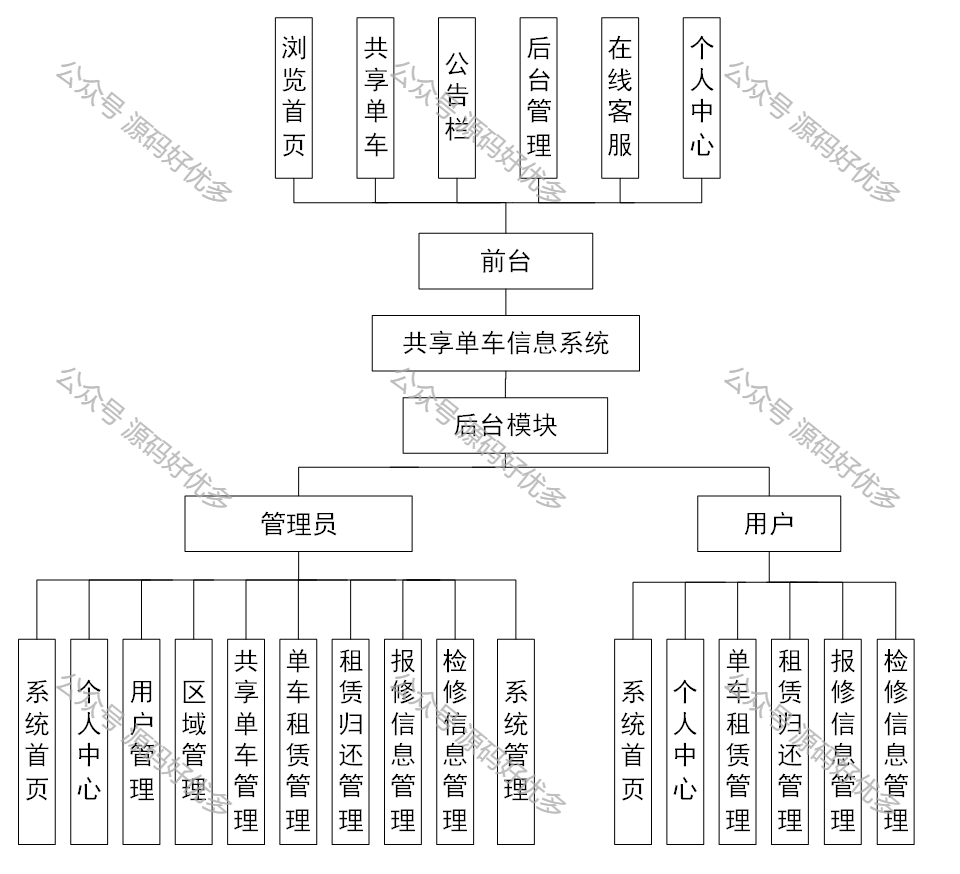 浏览首页
共享单车
公告栏
后台管理
在线客服
个人中心
前台
共享单车信息系统
后台模块
管理员
用户
系统首页
个人中心
用户管理
区域管理
共享单车管理
单车租赁管理
租赁归还管理
报修信息管理
检修信息管理
系统管理
系统首页
个人中心
单车租赁管理
租赁归还管理
报修信息管理
检修信息管理
公众号 源码好优多
公众号 源码好优多
公众号 源码好优多
公众号 源码好优多
公众号 源码好优多
公众号 源码好优多
公众号 源码好优多
公众号 源码好优多
公众号 源码好优多